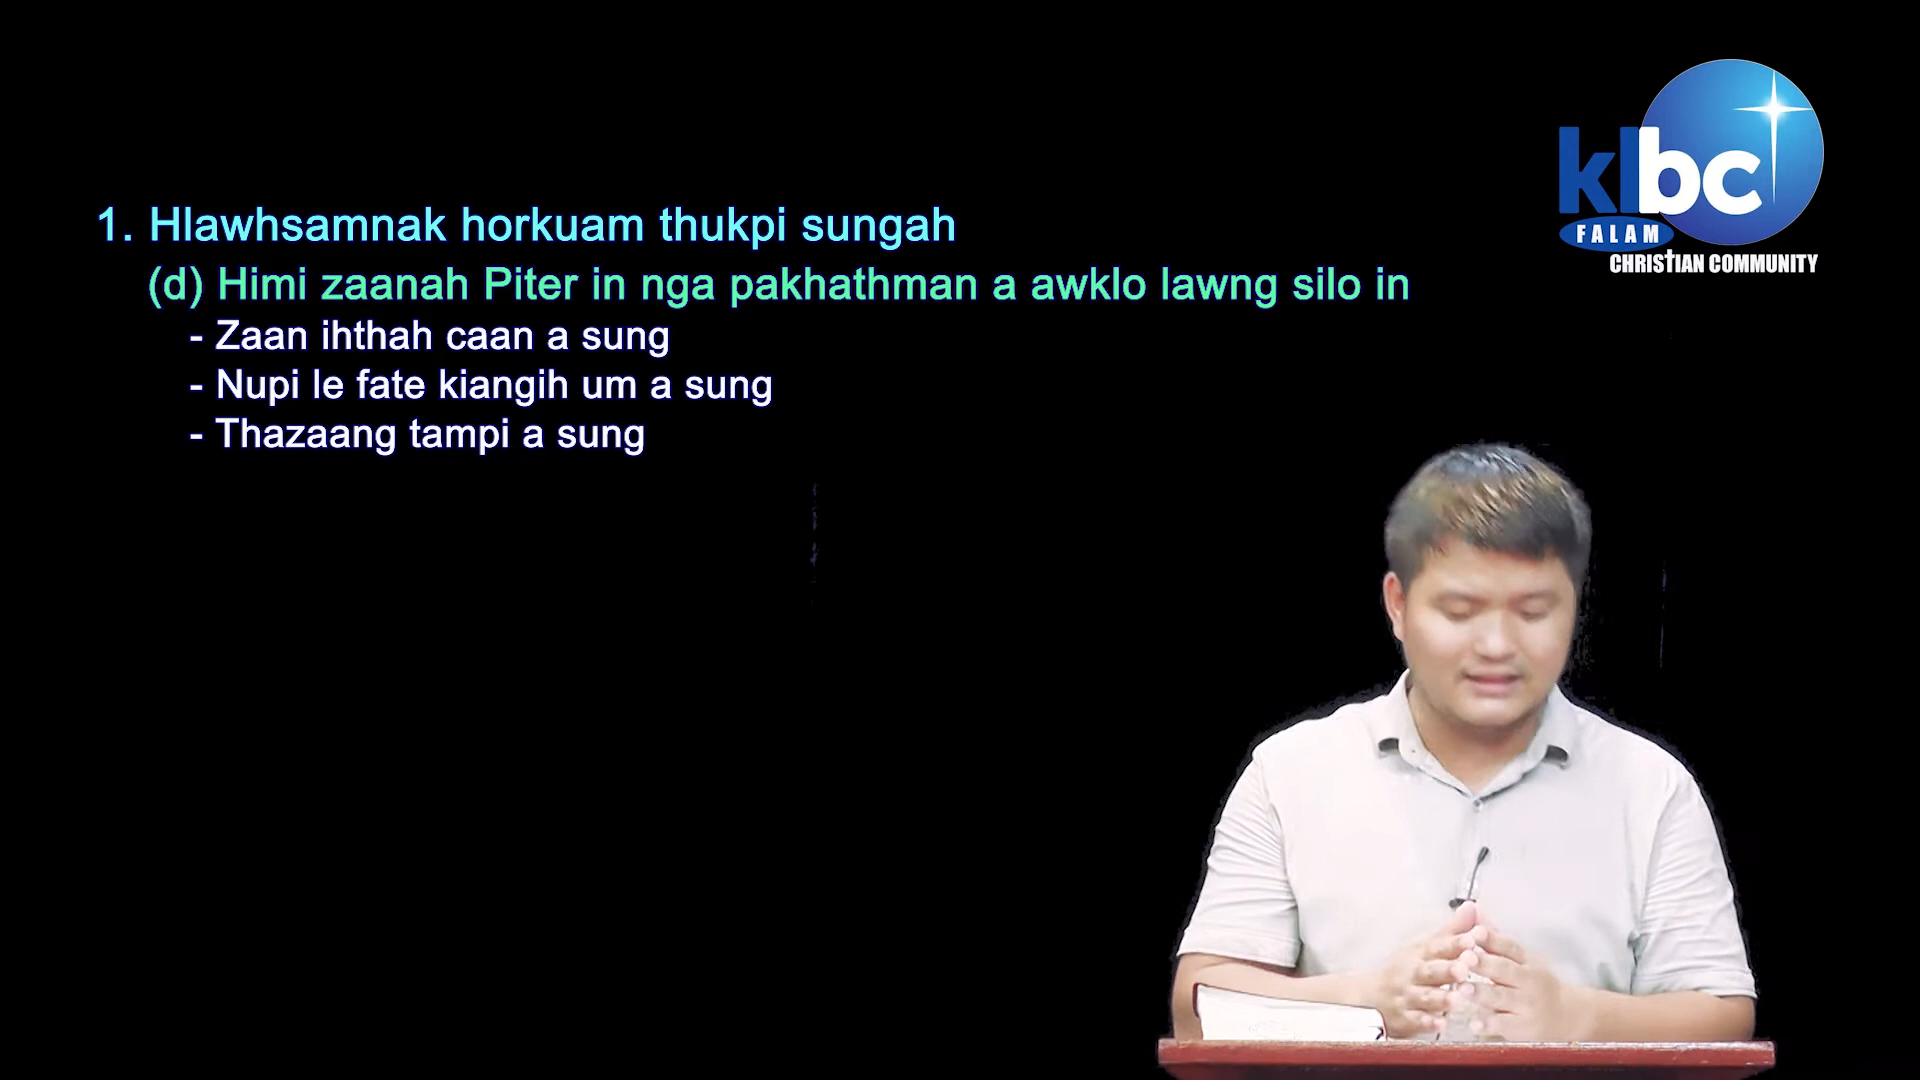 klbc
FALAM
CHRISTIAN COMMUNITY
1. Hlawhsamnak horkuam thukpi sungah
(d) Himi zaanah Piter in nga pakhathman a awklo lawng silo in
- Zaan ihthah caan a sung
- Nupi le fate kiangih um a sung
- Thazaang tampi a sung